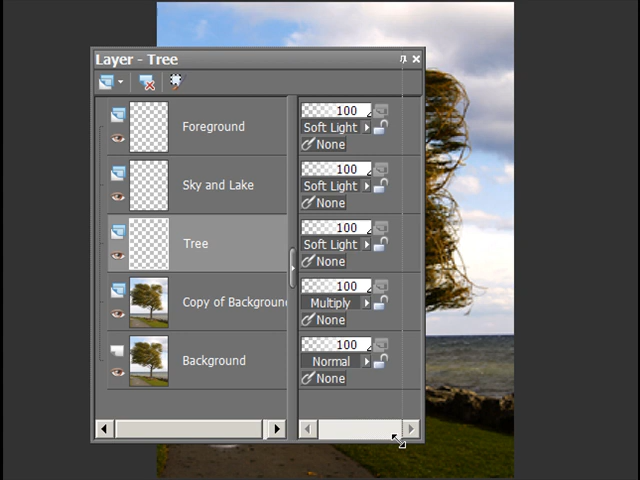 Layer - Tree
Foreground
100
Soft Light
None
Sky and Lake
100
Soft Light
None
Tree
100
Soft Light
None
Copy of Background
100
Multiply
None
Background
100
Normal
None